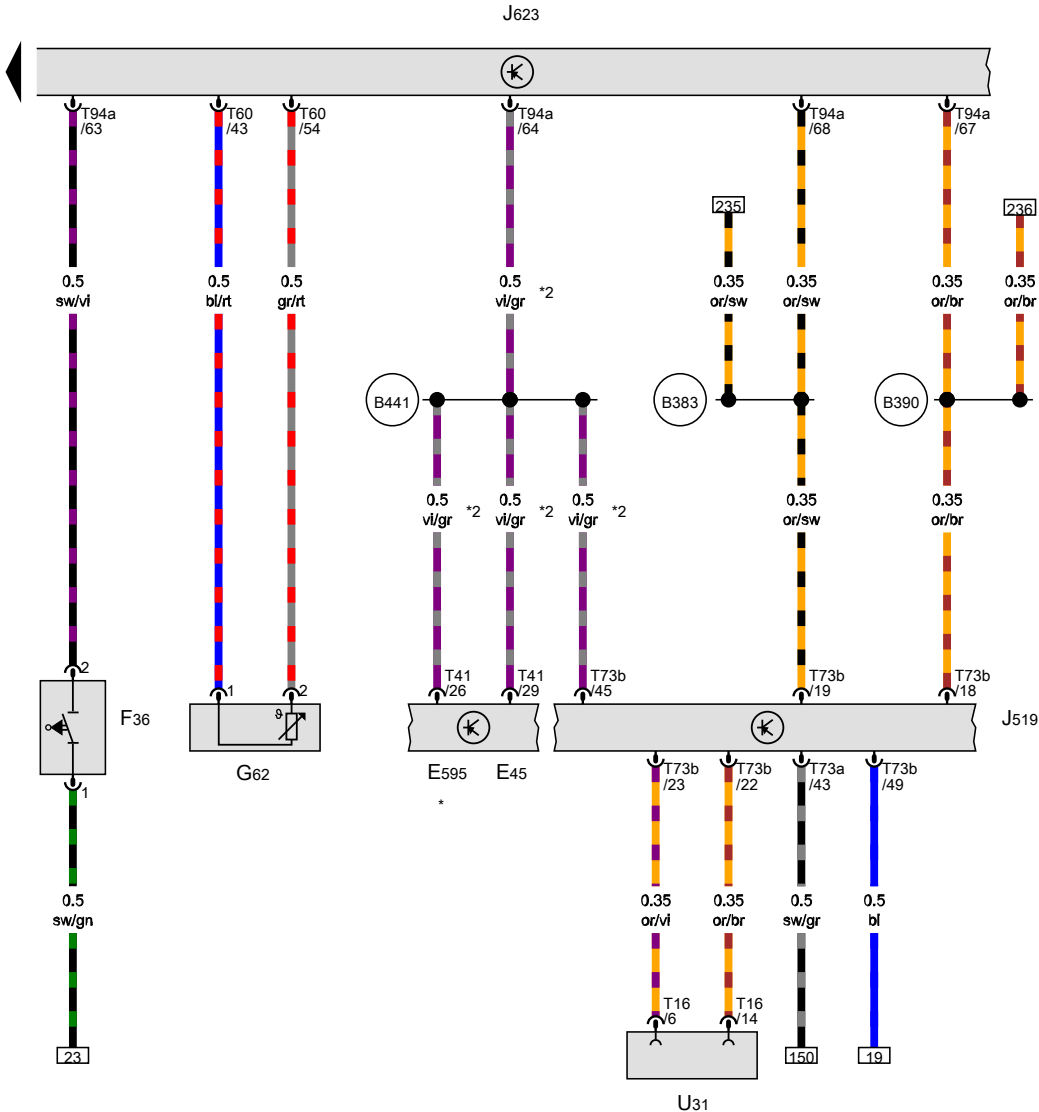 J623
T94a
/63
T60
/43
T60
/54
T94a
/64
T94a
/68
T94a
/67
235
236
0.5
sw/vi
0.5
bl/rt
0.5
gr/rt
0.5
vi/gr
*2
0.35
or/sw
0.35
or/sw
0.35
or/br
0.35
or/br
B441
B383
B390
0.5
vi/gr
*2
0.5
vi/gr
*2
0.5
vi/gr
*2
0.35
or/sw
0.35
or/br
2
1
2
T41
/26
T41
/29
T73b
/45
T73b
/19
T73b
/18
F36
ϑ
J519
G62
E595
E45
*
1
T73b
/23
T73b
/22
T73a
/43
T73b
/49
0.5
sw/gn
0.35
or/vi
0.35
or/br
0.5
sw/gr
0.5
bl
T16
/6
T16
/14
23
150
19
U31